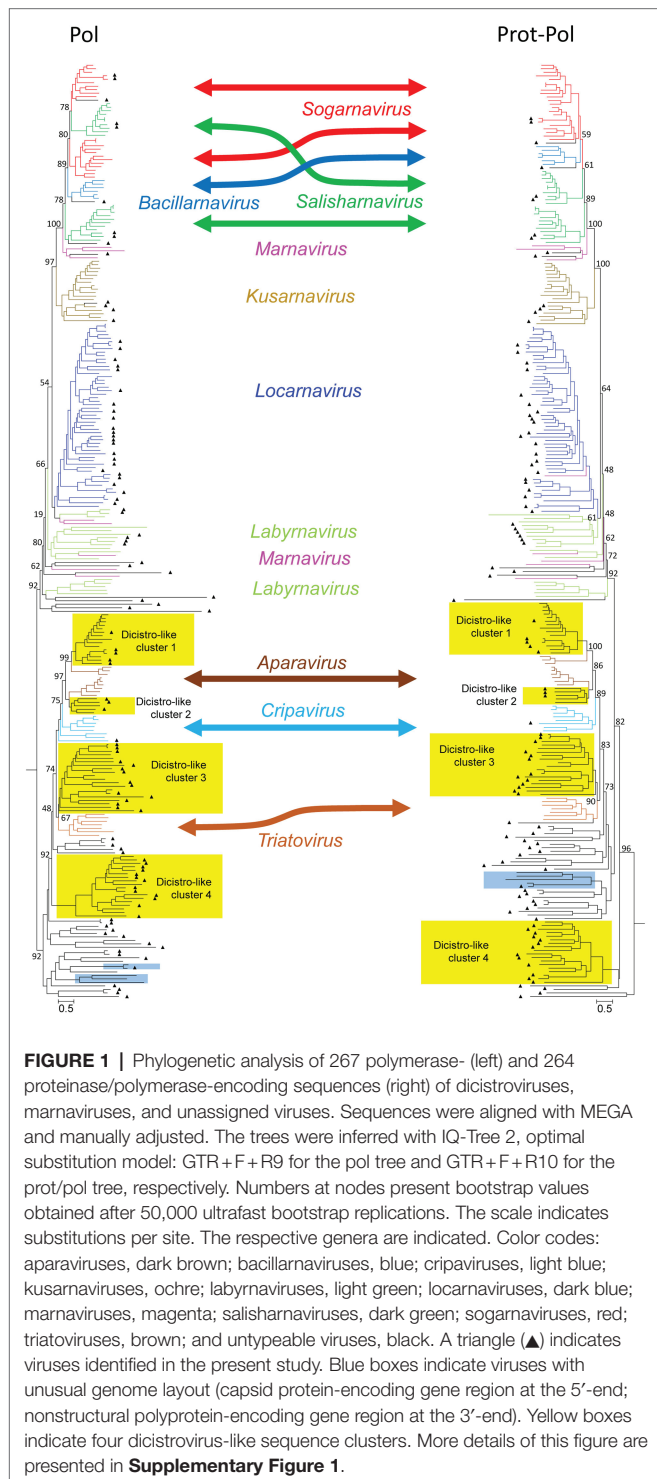 Pol
Prot-Pol
Sogarnavirus
Bacillarnavirus
Salisharnavirus
Marnavirus
Kusarnavirus
Locarnavirus
Labyrnavirus
Marnavirus
Labyrnavirus
Aparavirus
Cripavirus
Triatovirus
78
80
89
78
100
97
54
66
19
80
62
92
99
97
75
74
48
67
92
92
0.5
Dicistro-like
cluster 1
Dicistro-like
cluster 2
Dicistro-like
cluster 3
Dicistro-like
cluster 4
59
61
89
100
100
64
48
48
61
62
72
92
100
86
89
82
83
73
90
96
0.5
Dicistro-like
cluster 1
Dicistro-like
cluster 2
Dicistro-like
cluster 3
Dicistro-like
cluster 4
FIGURE 1 | Phylogenetic analysis of 267 polymerase- (left) and 264
proteinase/polymerase-encoding sequences (right) of dicistroviruses,
marnaviruses, and unassigned viruses. Sequences were aligned with MEGA
and manually adjusted. The trees were inferred with IQ-Tree 2, optimal
substitution model: GTR+F+R9 for the pol tree and GTR+F+R10 for the
prot/pol tree, respectively. Numbers at nodes present bootstrap values
obtained after 50,000 ultrafast bootstrap replications. The scale indicates
substitutions per site. The respective genera are indicated. Color codes:
aparaviruses, dark brown; bacillarnaviruses, blue; cripaviruses, light blue;
kusarnaviruses, ochre; labyrnaviruses, light green; locarnaviruses, dark blue;
marnaviruses, magenta; salisharnaviruses, dark green; sogarnaviruses, red;
triatoviruses, brown; and untypeable viruses, black. A triangle (▲) indicates
viruses identified in the present study. Blue boxes indicate viruses with
unusual genome layout (capsid protein-encoding gene region at the 5′-end;
nonstructural polyprotein-encoding gene region at the 3′-end). Yellow boxes
indicate four dicistrovirus-like sequence clusters. More details of this figure are
presented in Supplementary Figure 1.